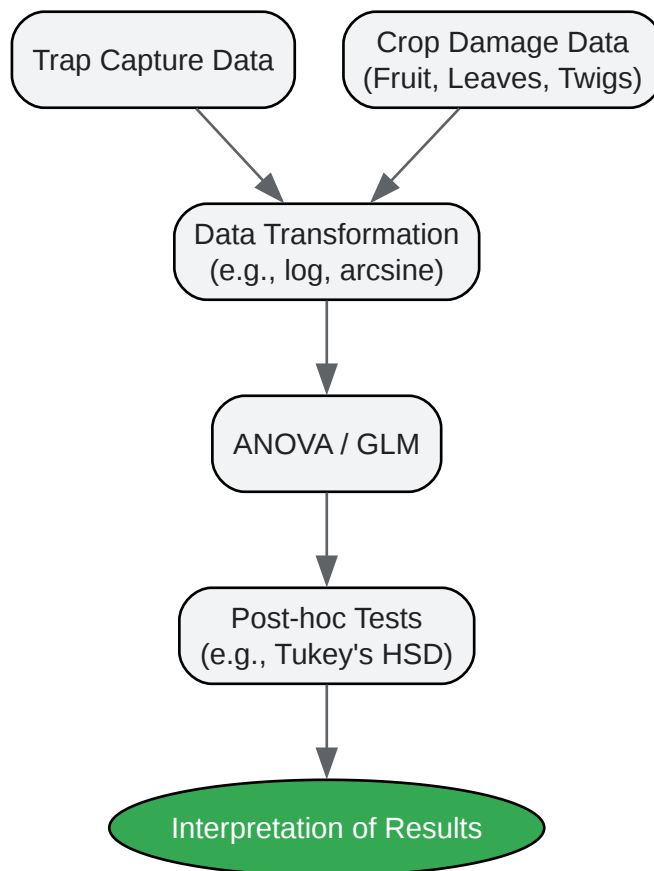 Trap Capture Data
Crop Damage Data
(Fruit, Leaves, Twigs)
Data Transformation
(e.g., log, arcsine)
ANOVA / GLM
Post-hoc Tests
(e.g., Tukey's HSD)
Interpretation of Results